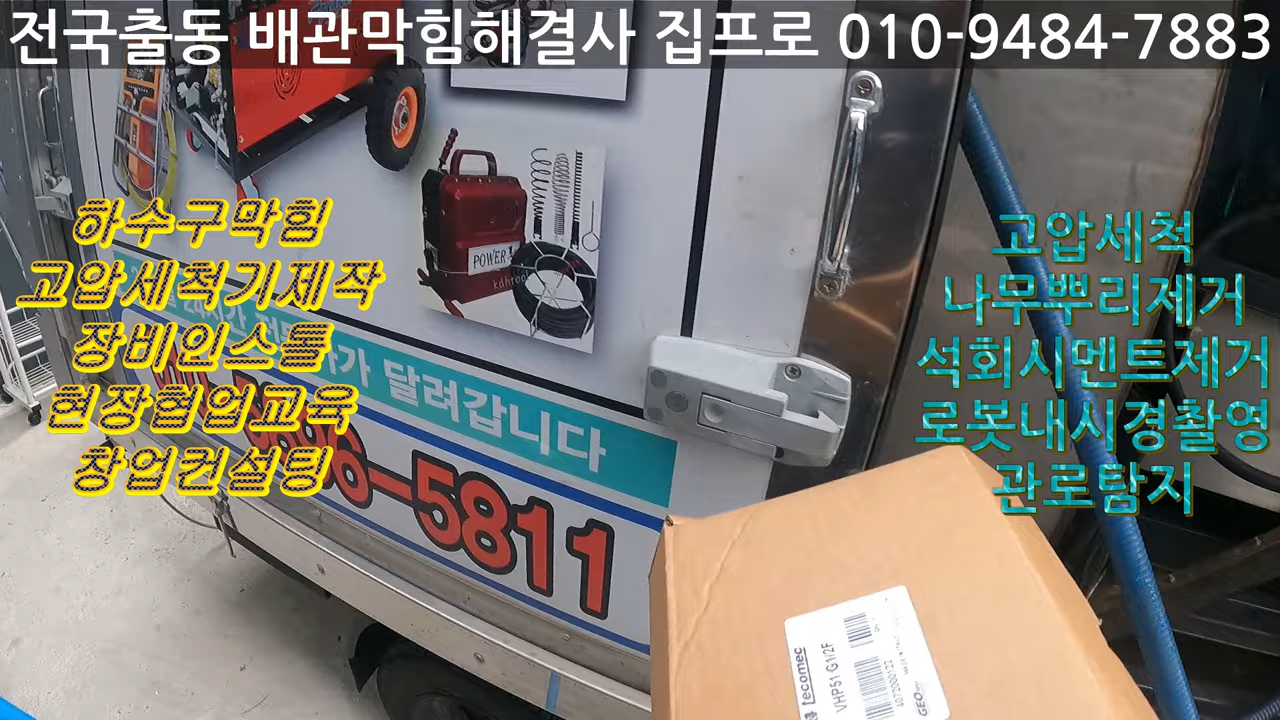 전국출동 배관막힘해결사 집프로 010-9484-7883
하수구막힘
고압세척기제작
장비인스톨
현장협업교육
창업컨설팅
고압세척
나무뿌리제거
석회시멘트제거
로봇내시경촬영
관로탐지
POWER
달려갑니다
-5811
tecomec
VHP51 G1/2F
1072000122
GEO